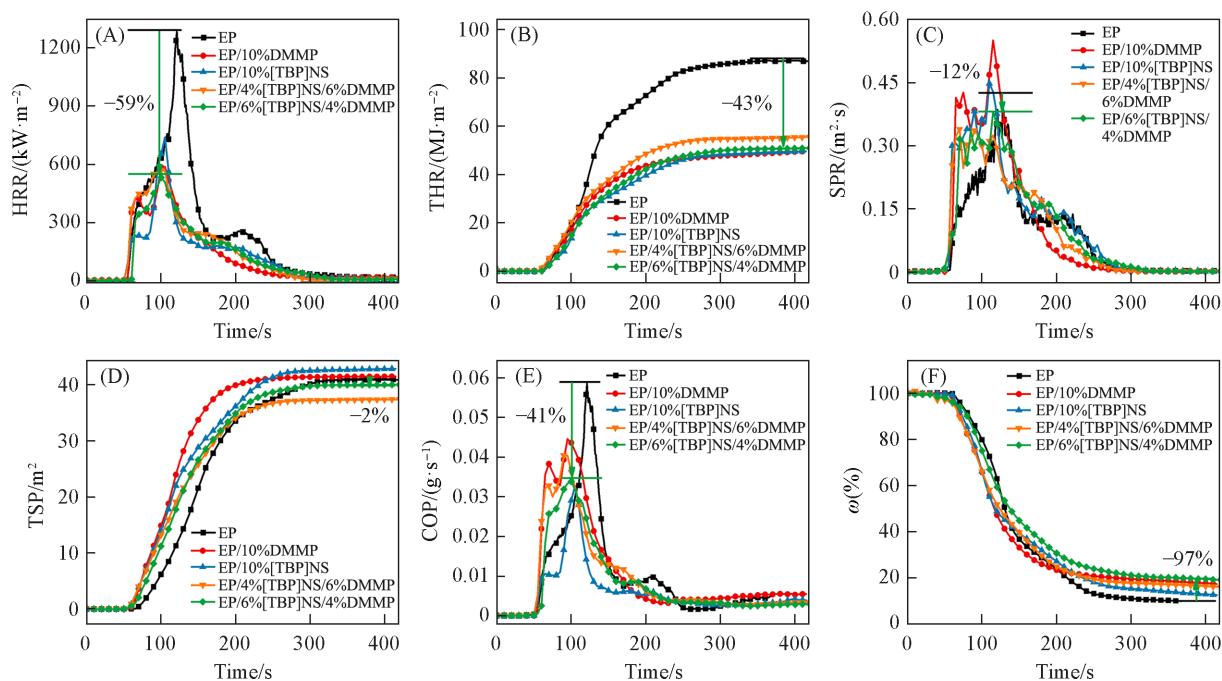 (A)
HRR/(kW·m⁻²)
1200
900
600
300
0
−59%
EP
EP/10%DMMP
EP/10%[TBP]NS
EP/4%[TBP]NS/6%DMMP
EP/6%[TBP]NS/4%DMMP
0 100 200 300 400
Time/s
(B)
THR/(MJ·m⁻²)
100
80
60
40
20
0
−43%
EP
EP/10%DMMP
EP/10%[TBP]NS
EP/4%[TBP]NS/6%DMMP
EP/6%[TBP]NS/4%DMMP
0 100 200 300 400
Time/s
(C)
SPR/(m²·s)
0.60
0.45
0.30
0.15
0
−12%
EP
EP/10%DMMP
EP/10%[TBP]NS
EP/4%[TBP]NS/
6%DMMP
EP/6%[TBP]NS/
4%DMMP
0 100 200 300 400
Time/s
(D)
TSP/m²
40
30
20
10
0
−2%
EP
EP/10%DMMP
EP/10%[TBP]NS
EP/4%[TBP]NS/6%DMMP
EP/6%[TBP]NS/4%DMMP
0 100 200 300 400
Time/s
(E)
COP/(g·s⁻¹)
0.06
0.05
0.04
0.03
0.02
0.01
0
−41%
EP
EP/10%DMMP
EP/10%[TBP]NS
EP/4%[TBP]NS/6%DMMP
EP/6%[TBP]NS/4%DMMP
0 100 200 300 400
Time/s
(F)
ω(%)
100
80
60
40
20
0
EP
EP/10%DMMP
EP/10%[TBP]NS
EP/4%[TBP]NS/6%DMMP
EP/6%[TBP]NS/4%DMMP
−97%
0 100 200 300 400
Time/s